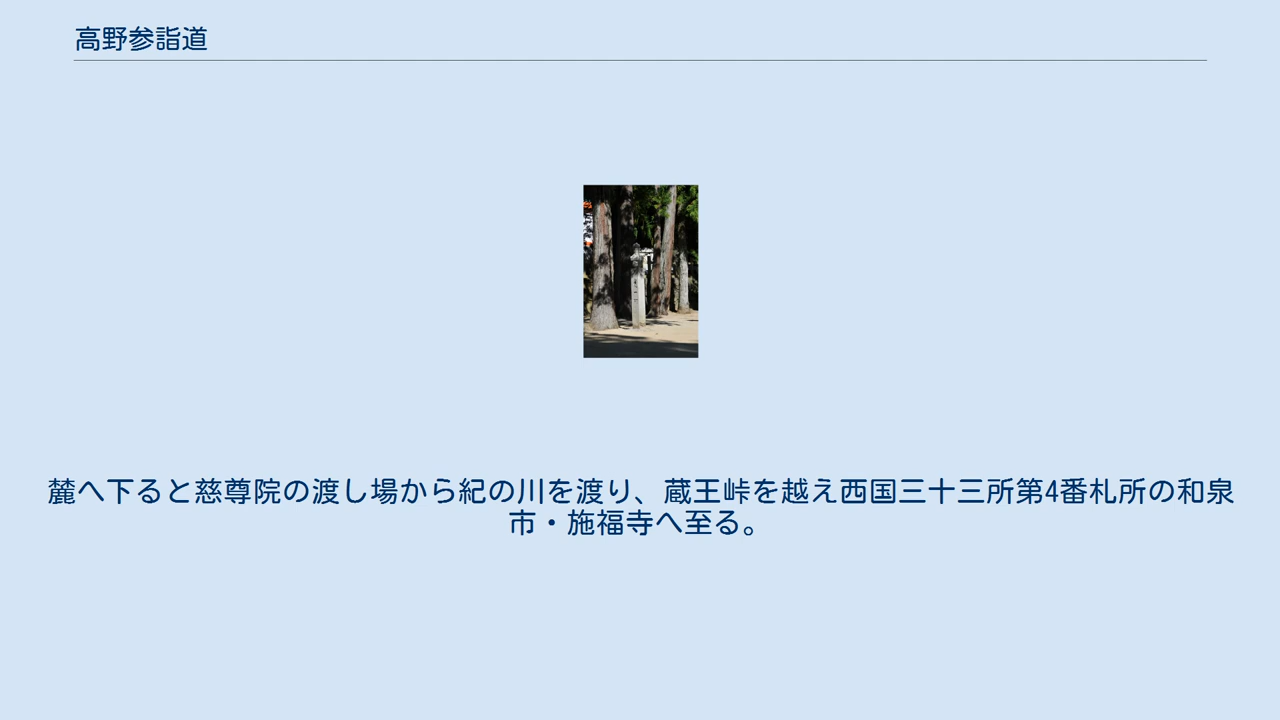 高野参詣道
麓へ下ると慈尊院の渡し場から紀の川を渡り、蔵王峠を越え西国三十三所第4番札所の和泉
市・施福寺へ至る。